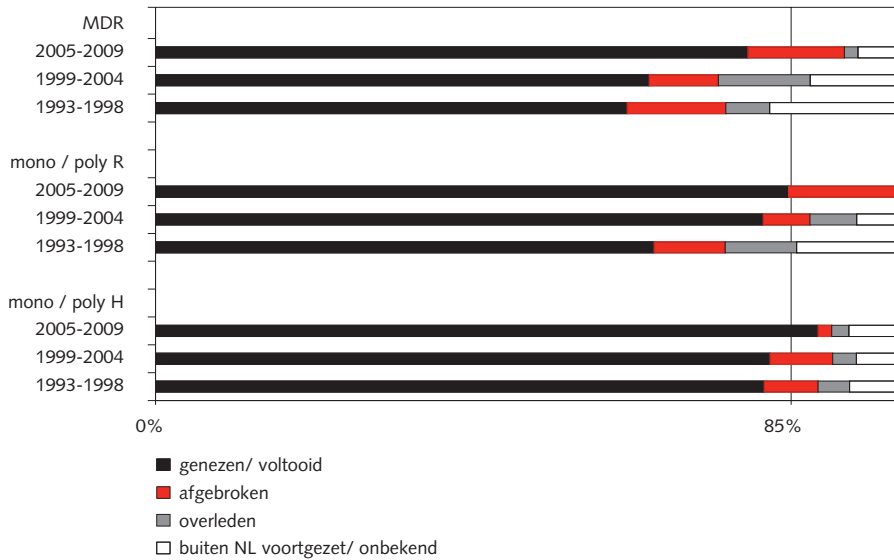 MDR
2005-2009
1999-2004
1993-1998
mono / poly R
2005-2009
1999-2004
1993-1998
mono / poly H
2005-2009
1999-2004
1993-1998
0% 85%
genezen/ voltooid
afgebroken
overleden
buiten NL voortgezet/ onbekend